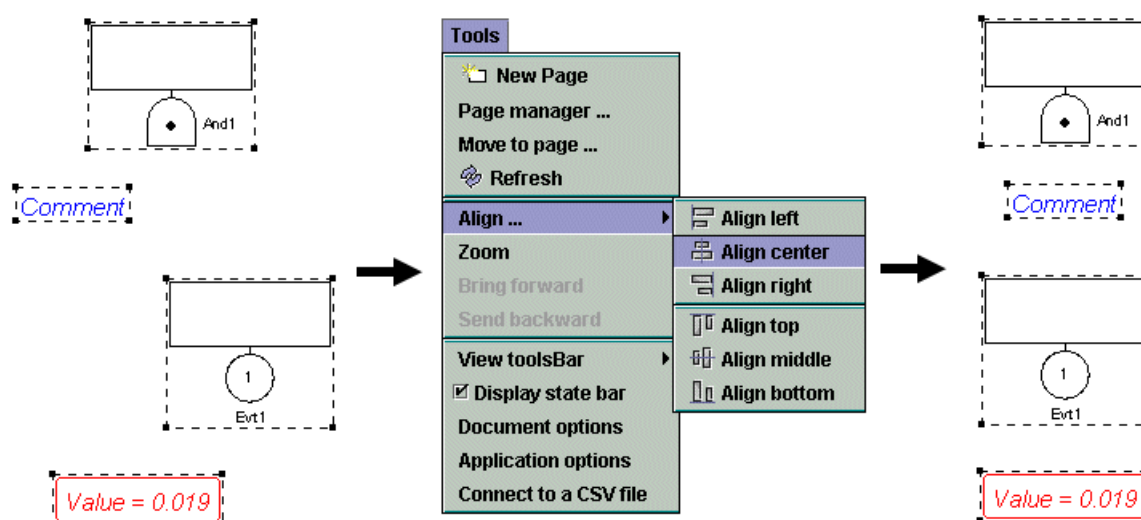 And1
Comment
1
Evt1
Value = 0.019
Tools
New Page
Page manager ...
Move to page ...
Refresh
Align ...
Zoom
Bring forward
Send backward
View toolsBar
Display state bar
Document options
Application options
Connect to a CSV file
Align left
Align center
Align right
Align top
Align middle
Align bottom
And1
Comment
1
Evt1
Value = 0.019